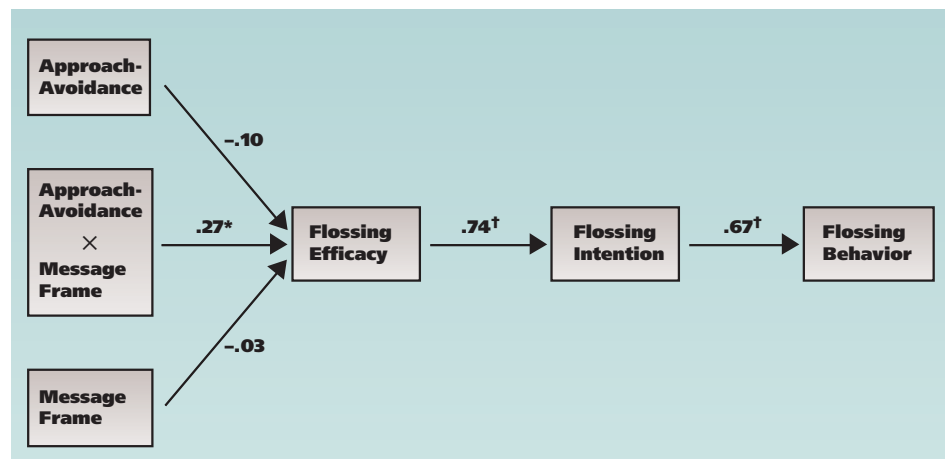 Approach-
Avoidance
–.10
Approach-
Avoidance
×
Message
Frame
.27*
Flossing
Efficacy
.74†
Flossing
Intention
.67†
Flossing
Behavior
–.03
Message
Frame